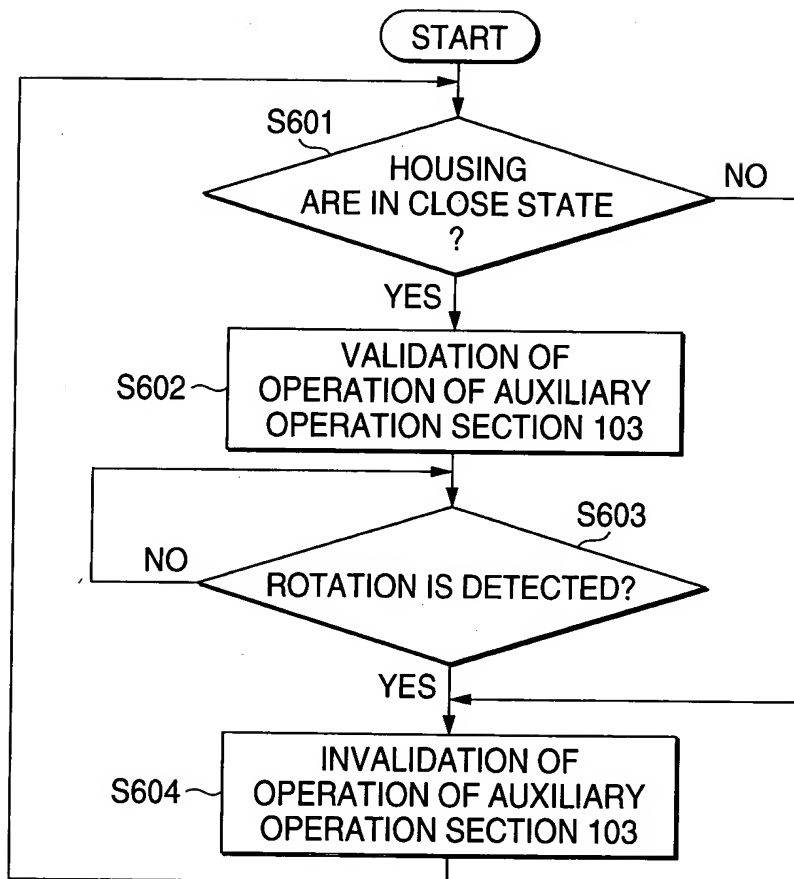 START
S601
HOUSING
ARE IN CLOSE STATE
?
NO
YES
S602
VALIDATION OF
OPERATION OF AUXILIARY
OPERATION SECTION 103
S603
NO
ROTATION IS DETECTED?
YES
S604
INVALIDATION OF
OPERATION OF AUXILIARY
OPERATION SECTION 103